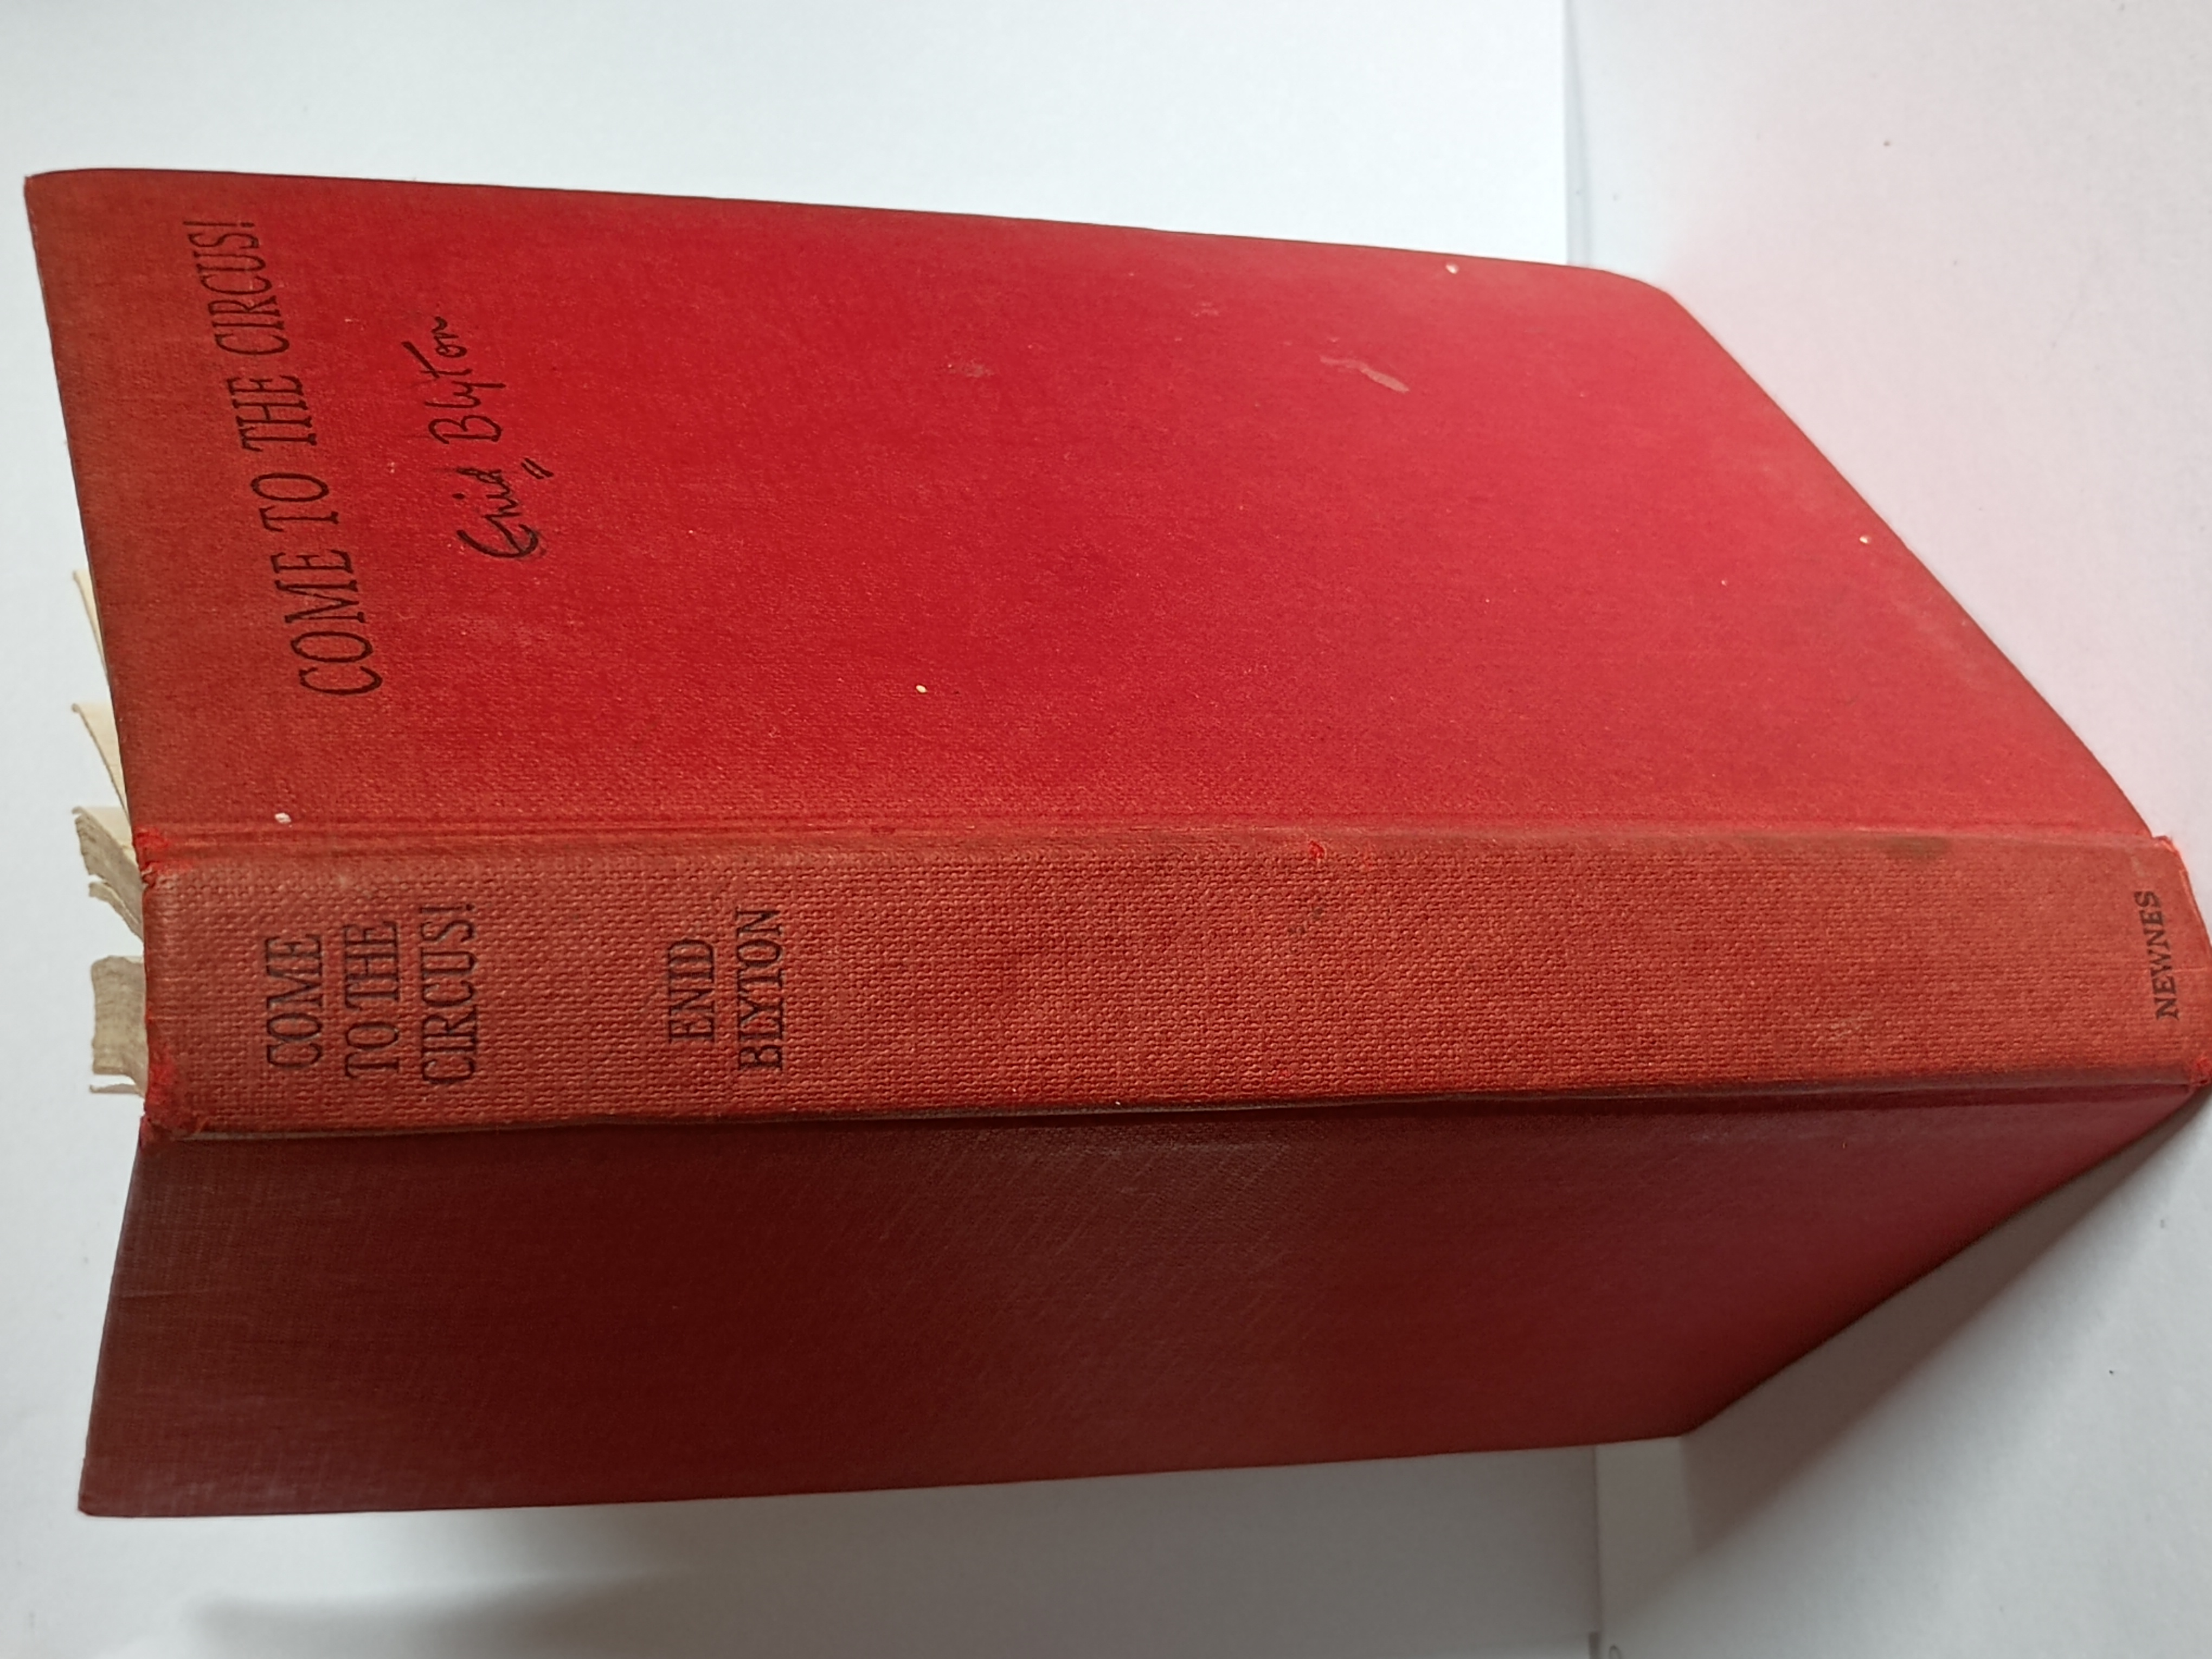 COME TO THE CIRCUS!
Enid Blyton
COME
TO THE
CIRCUS!
ENID
BLYTON
NEWNES